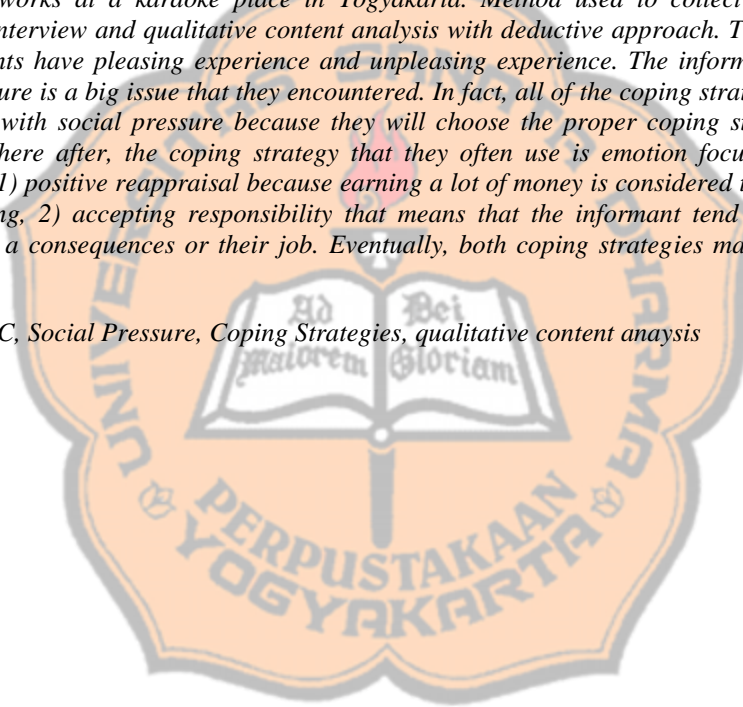 works at a karaoke place in Yogyakarta. Method used to collect
nterview and qualitative content analysis with deductive approach. T
nts have pleasing experience and unpleasing experience. The inform
ure is a big issue that they encountered. In fact, all of the coping strat
with social pressure because they will choose the proper coping s
here after, the coping strategy that they often use is emotion focu
1) positive reappraisal because earning a lot of money is considered t
ng, 2) accepting responsibility that means that the informant tend
a consequences or their job. Eventually, both coping strategies ma
C, Social Pressure, Coping Strategies, qualitative content anaysis
UNIVERSITAS SANATA DHARMA
Ad Dei
Maiorem Gloriam
PERPUSTAKAAN
YOGYAKARTA